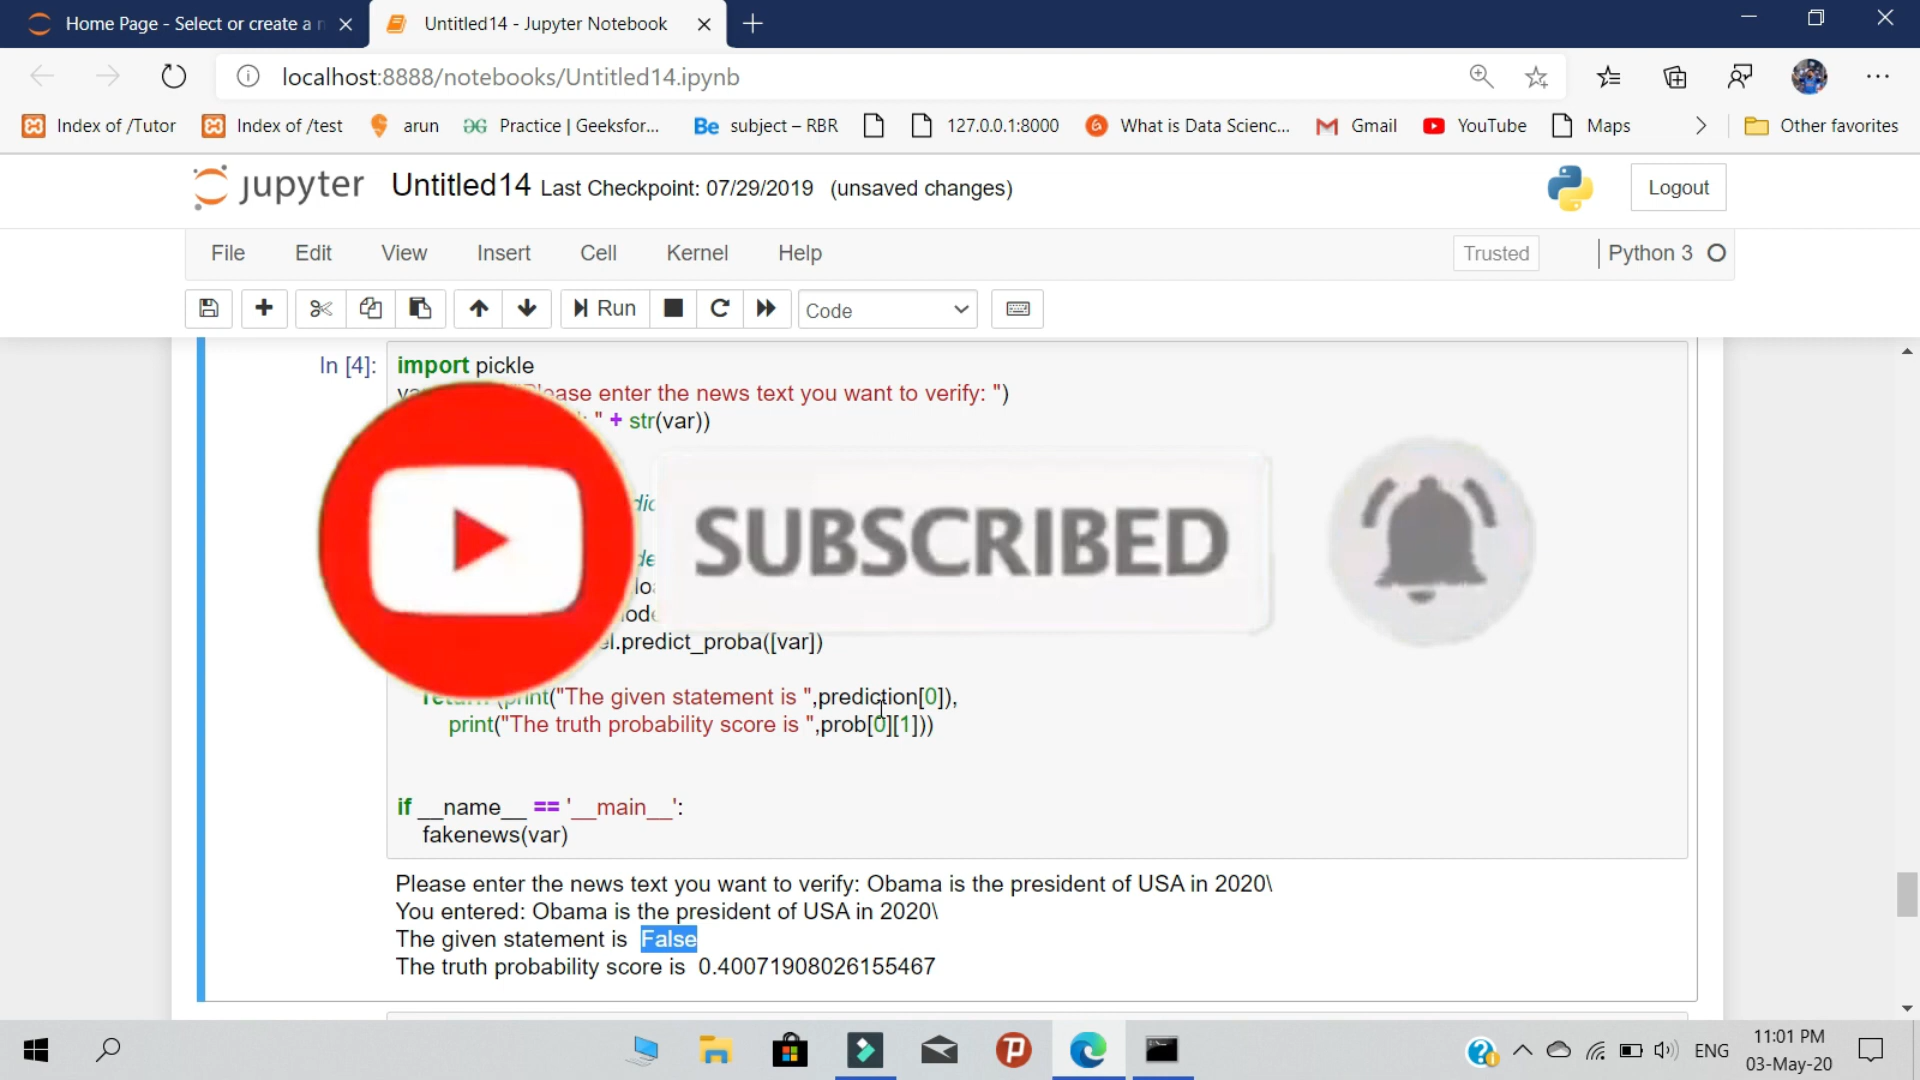 Home Page - Select or create a n
Untitled14 - Jupyter Notebook
localhost:8888/notebooks/Untitled14.ipynb
Index of /Tutor
Index of /test
arun
Practice | Geeksfor...
Be subject – RBR
127.0.0.1:8000
What is Data Scienc...
Gmail
YouTube
Maps
Other favorites
jupyter Untitled14 Last Checkpoint: 07/29/2019 (unsaved changes)
Logout
File Edit View Insert Cell Kernel Help
Trusted
Python 3
Run
Code
In [4]: import pickle
enter the news text you want to verify: ")
" + str(var))
SUBSCRIBED
.predict_proba([var])
print("The given statement is ",prediction[0]),
print("The truth probability score is ",prob[0][1]))
if __name__ == '__main__':
fakenews(var)
Please enter the news text you want to verify: Obama is the president of USA in 2020\
You entered: Obama is the president of USA in 2020\
The given statement is False
The truth probability score is 0.40071908026155467
ENG
11:01 PM
03-May-20